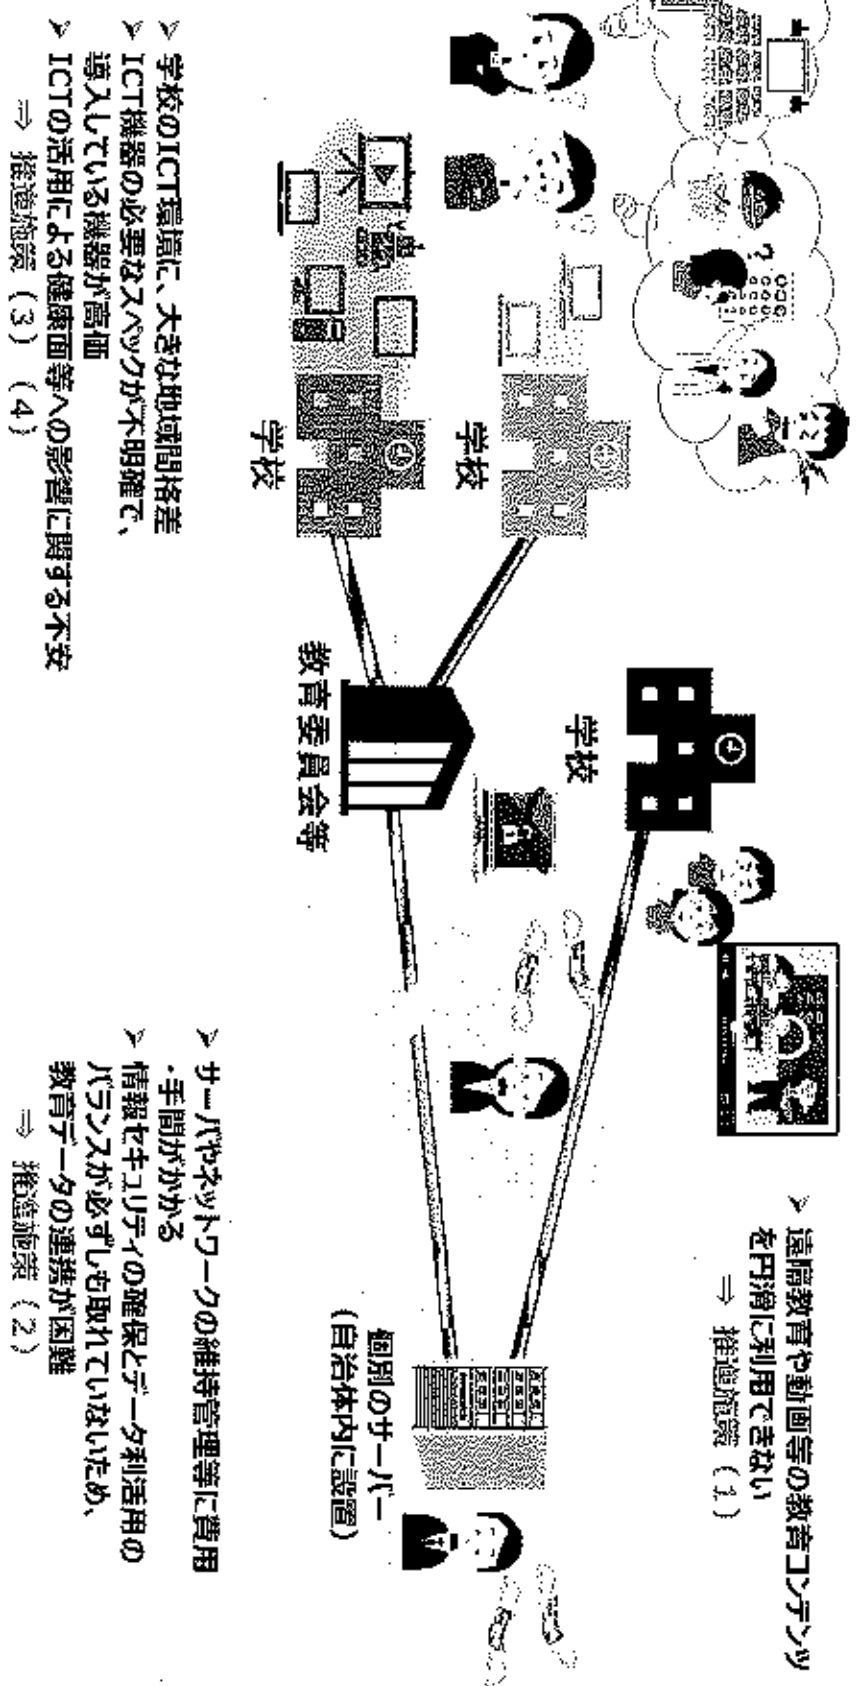 ➢ 遠隔教育や動画等の教育コンテンツ
を円滑に利用できない
⇒ 推進施策(1)
学校
学校
学校
教育委員会等
個別のサーバー
(自治体内に設置)
➢ 学校のICT環境に、大きな地域間格差
➢ ICT機器の必要なスペックが不明確で、
導入している機器が高価
➢ ICTの活用による健康面等への影響に関する不安
⇒ 推進施策(3)(4)
➢ サーバやネットワークの維持管理等に費用
・手間がかかる
➢ 情報セキュリティの確保とデータ利活用の
バランスが必ずしも取れていないため、
教育データの連携が困難
⇒ 推進施策(2)